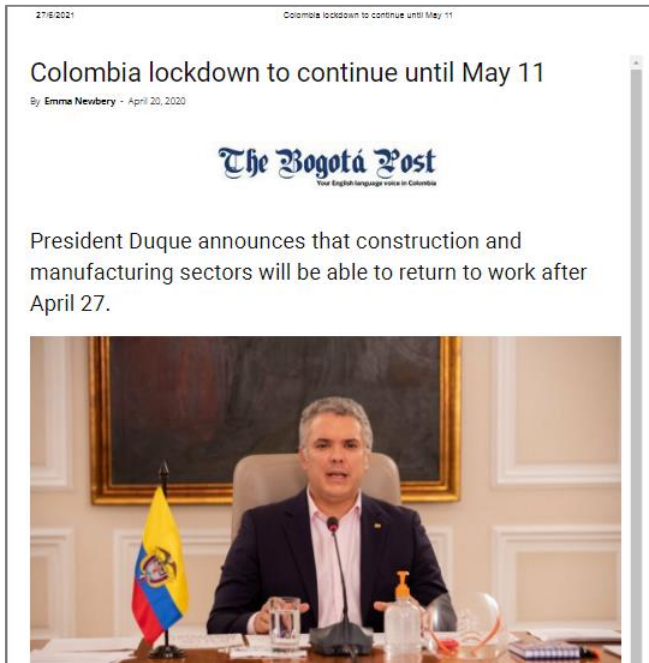 27/6/2021 Colombia lockdown to continue until May 11
Colombia lockdown to continue until May 11
By Emma Newbery - April 20, 2020
The Bogotá Post
Your English language voice in Colombia
President Duque announces that construction and
manufacturing sectors will be able to return to work after
April 27.